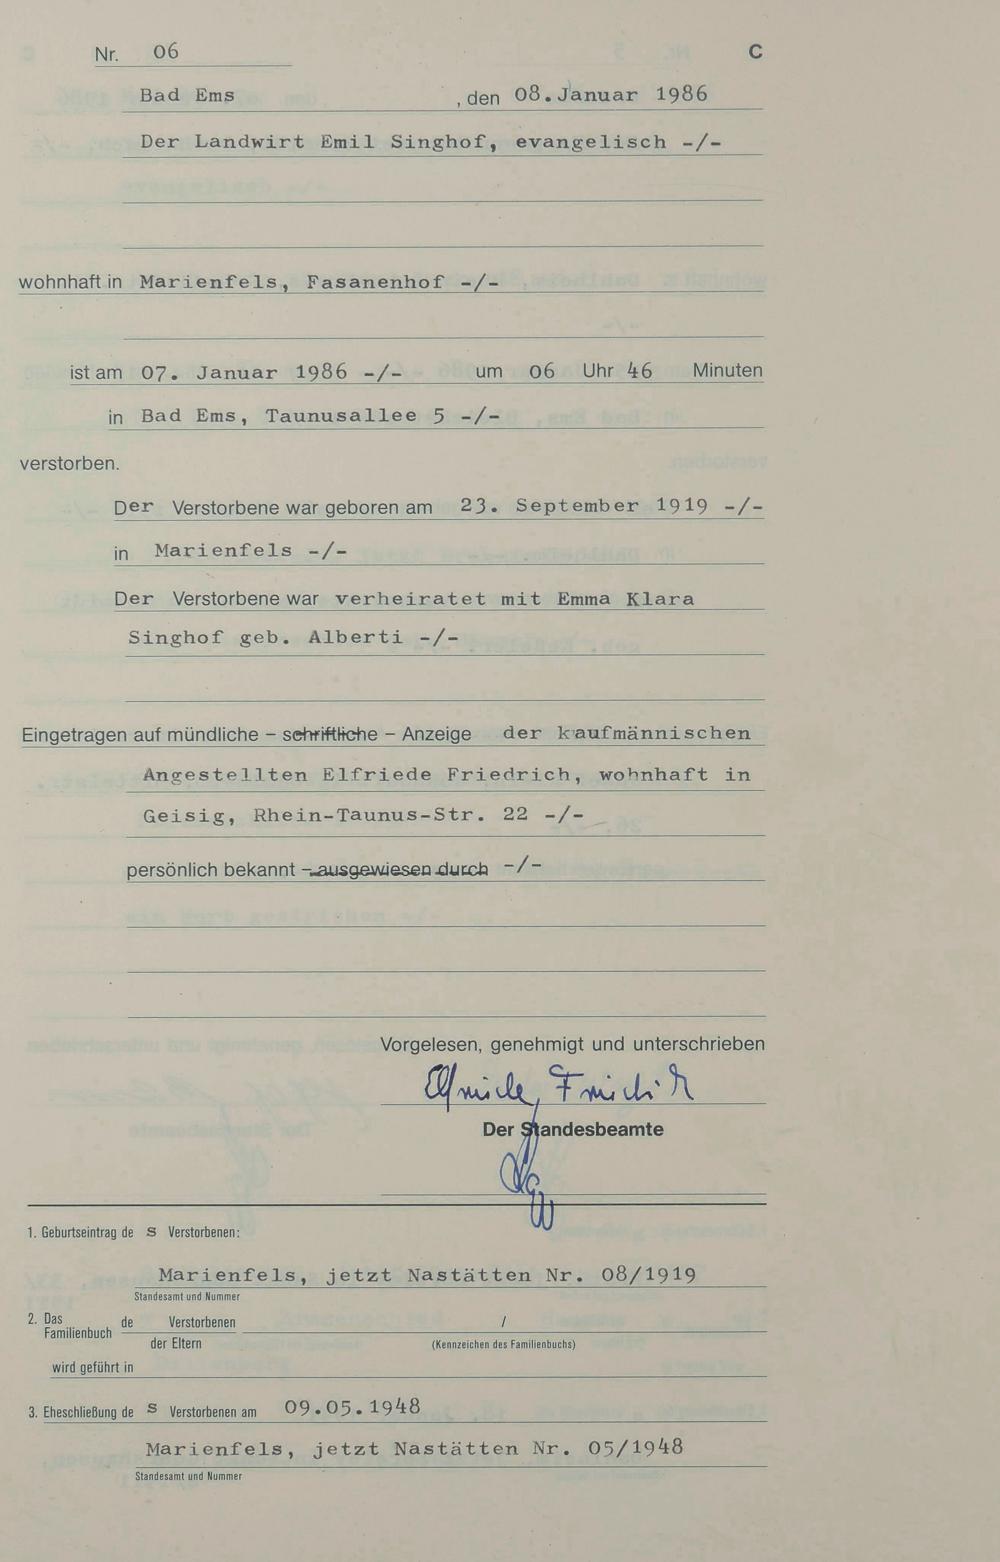 Nr. 06 C
Bad Ems , den 08. Januar 1986
Der Landwirt Emil Singhof, evangelisch -/-
wohnhaft in Marienfels, Fasanenhof -/-
ist am 07. Januar 1986 -/- um 06 Uhr 46 Minuten
in Bad Ems, Taunusallee 5 -/-
verstorben.
Der Verstorbene war geboren am 23. September 1919 -/-
in Marienfels -/-
Der Verstorbene war verheiratet mit Emma Klara
Singhof geb. Alberti -/-
Eingetragen auf mündliche – schriftliche – Anzeige der kaufmännischen
Angestellten Elfriede Friedrich, wohnhaft in
Geisig, Rhein-Taunus-Str. 22 -/-
persönlich bekannt – ausgewiesen durch -/-
Vorgelesen, genehmigt und unterschrieben
Elfriede Friedrich
Der Standesbeamte
1. Geburtseintrag de s Verstorbenen:
Marienfels, jetzt Nastätten Nr. 08/1919
Standesamt und Nummer
2. Das Familienbuch de Verstorbenen /
der Eltern (Kennzeichen des Familienbuchs)
wird geführt in
3. Eheschließung de s Verstorbenen am 09.05.1948
Marienfels, jetzt Nastätten Nr. 05/1948
Standesamt und Nummer